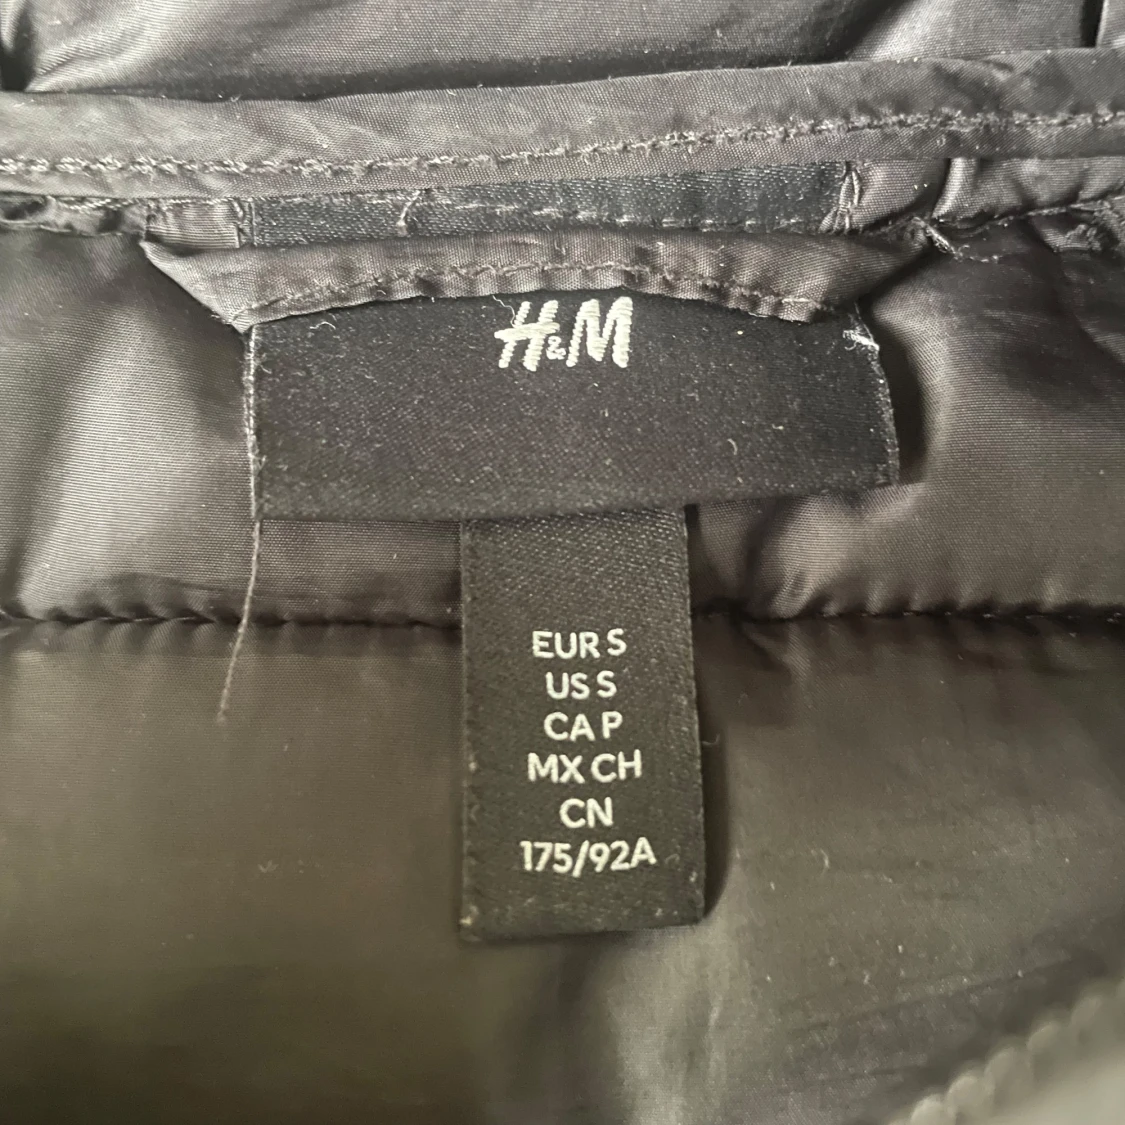 H&M
EUR S
US S
CA P
MX CH
CN
175/92A